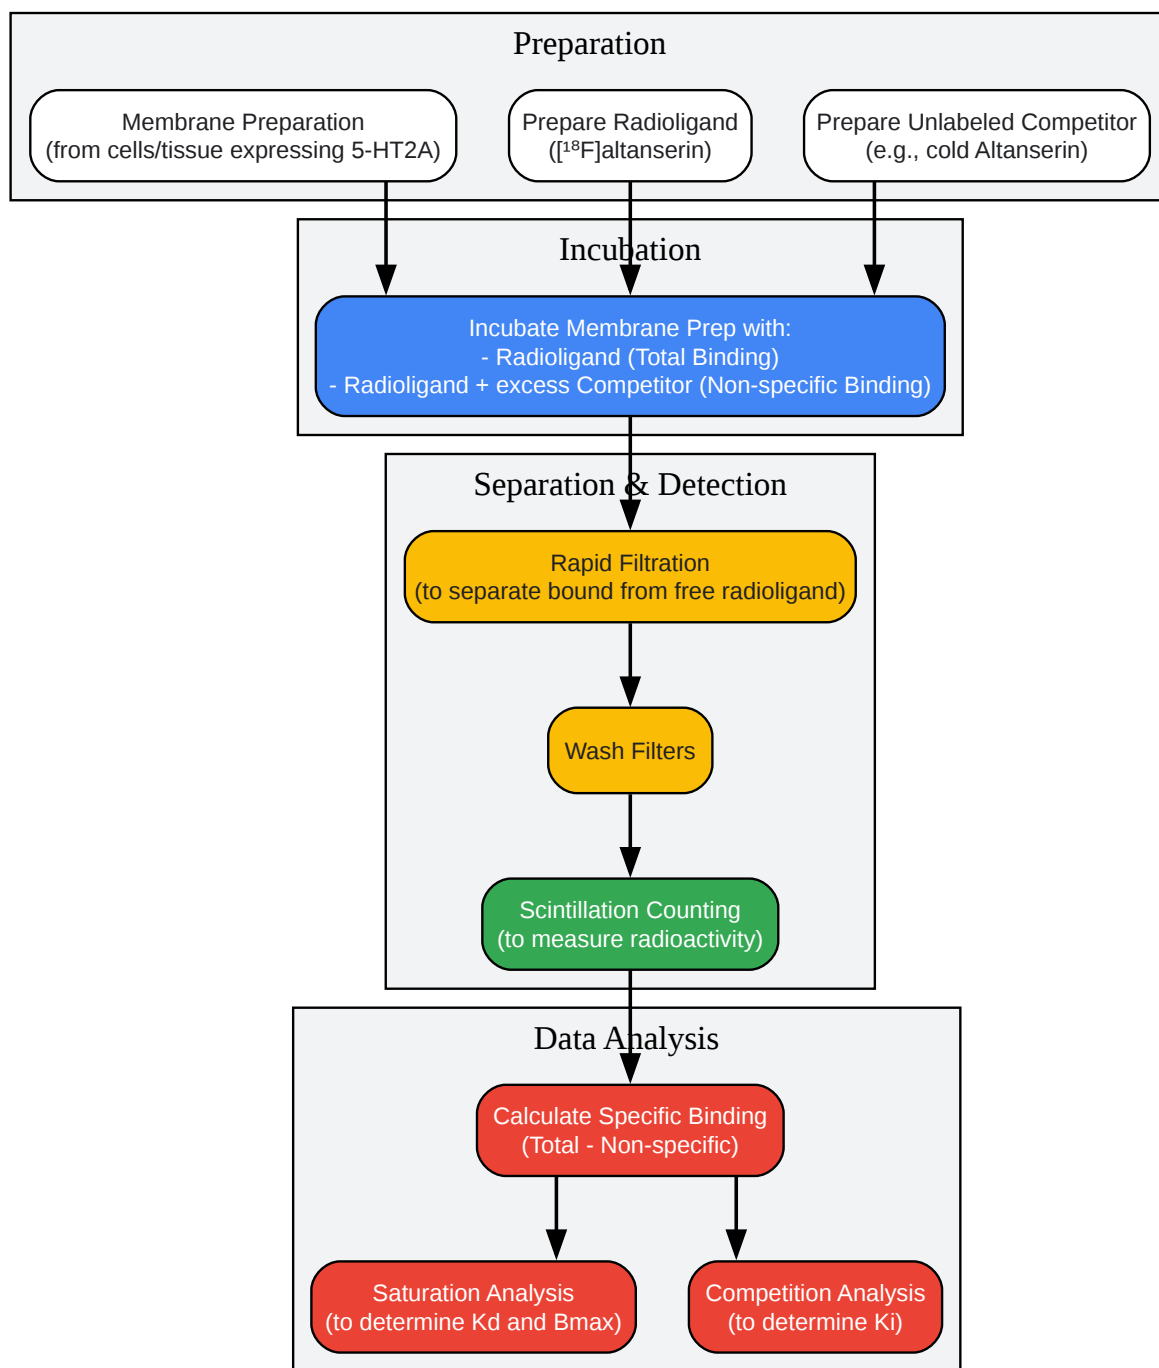 Preparation
Membrane Preparation
(from cells/tissue expressing 5-HT2A)
Prepare Radioligand
([¹⁸F]altanserin)
Prepare Unlabeled Competitor
(e.g., cold Altanserin)
Incubation
Incubate Membrane Prep with:
- Radioligand (Total Binding)
- Radioligand + excess Competitor (Non-specific Binding)
Separation & Detection
Rapid Filtration
(to separate bound from free radioligand)
Wash Filters
Scintillation Counting
(to measure radioactivity)
Data Analysis
Calculate Specific Binding
(Total - Non-specific)
Saturation Analysis
(to determine Kd and Bmax)
Competition Analysis
(to determine Ki)